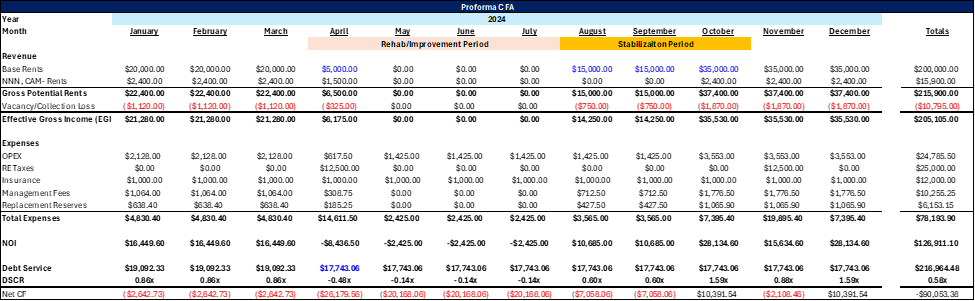 Proforma CFA
Year 2024
Month January February March April May June July August September October November December Totals
Rehab/Improvement Period Stabilizaiton Period
Revenue
Base Rents $20,000.00 $20,000.00 $20,000.00 $5,000.00 $0.00 $0.00 $0.00 $15,000.00 $15,000.00 $35,000.00 $35,000.00 $35,000.00 $200,000.00
NNN, CAM- Rents $2,400.00 $2,400.00 $2,400.00 $1,500.00 $0.00 $0.00 $0.00 $0.00 $0.00 $2,400.00 $2,400.00 $2,400.00 $15,900.00
Gross Potential Rents $22,400.00 $22,400.00 $22,400.00 $6,500.00 $0.00 $0.00 $0.00 $15,000.00 $15,000.00 $37,400.00 $37,400.00 $37,400.00 $215,900.00
Vacancy/Collection Loss ($1,120.00) ($1,120.00) ($1,120.00) ($325.00) $0.00 $0.00 $0.00 ($750.00) ($750.00) ($1,870.00) ($1,870.00) ($1,870.00) ($10,795.00)
Effective Gross Income (EGI $21,280.00 $21,280.00 $21,280.00 $6,175.00 $0.00 $0.00 $0.00 $14,250.00 $14,250.00 $35,530.00 $35,530.00 $35,530.00 $205,105.00
Expenses
OPEX $2,128.00 $2,128.00 $2,128.00 $617.50 $1,425.00 $1,425.00 $1,425.00 $1,425.00 $1,425.00 $3,553.00 $3,553.00 $3,553.00 $24,785.50
RE Taxes $0.00 $0.00 $0.00 $12,500.00 $0.00 $0.00 $0.00 $0.00 $0.00 $0.00 $12,500.00 $0.00 $25,000.00
Insurance $1,000.00 $1,000.00 $1,000.00 $1,000.00 $1,000.00 $1,000.00 $1,000.00 $1,000.00 $1,000.00 $1,000.00 $1,000.00 $1,000.00 $12,000.00
Management Fees $1,064.00 $1,064.00 $1,064.00 $308.75 $0.00 $0.00 $0.00 $712.50 $712.50 $1,776.50 $1,776.50 $1,776.50 $10,255.25
Replacement Reserves $638.40 $638.40 $638.40 $185.25 $0.00 $0.00 $0.00 $427.50 $427.50 $1,065.90 $1,065.90 $1,065.90 $6,153.15
Total Expenses $4,830.40 $4,830.40 $4,830.40 $14,611.50 $2,425.00 $2,425.00 $2,425.00 $3,565.00 $3,565.00 $7,395.40 $19,895.40 $7,395.40 $78,193.90
NOI $16,449.60 $16,449.60 $16,449.60 -$8,436.50 -$2,425.00 -$2,425.00 -$2,425.00 $10,685.00 $10,685.00 $28,134.60 $15,634.60 $28,134.60 $126,911.10
Debt Service $19,092.33 $19,092.33 $19,092.33 $17,743.06 $17,743.06 $17,743.06 $17,743.06 $17,743.06 $17,743.06 $17,743.06 $17,743.06 $17,743.06 $216,964.48
DSCR 0.86x 0.86x 0.86x -0.48x -0.14x -0.14x -0.14x 0.60x 0.60x 1.59x 0.88x 1.59x 0.58x
Net CF ($2,642.73) ($2,642.73) ($2,642.73) ($26,179.56) ($20,168.06) ($20,168.06) ($20,168.06) ($7,058.06) ($7,058.06) $10,391.54 ($2,108.46) $10,391.54 -$90,053.38